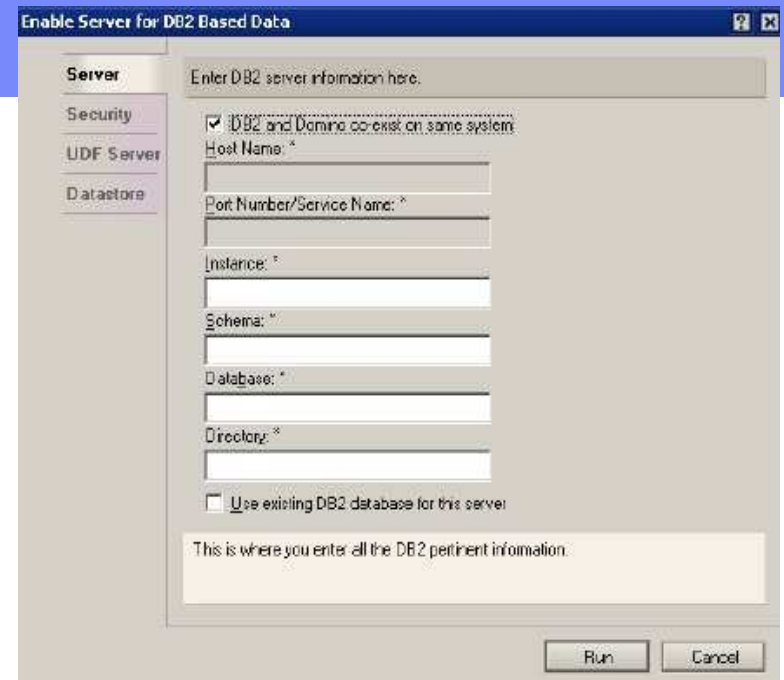 Enable Server for DB2 Based Data
Server
Security
UDF Server
Datastore
Enter DB2 server information here.
DB2 and Domino co-exist on same system
Host Name: *
Port Number/Service Name: *
Instance: *
Schema: *
Database: *
Directory: *
Use existing DB2 database for this server
This is where you enter all the DB2 pertinent information.
Run
Cancel